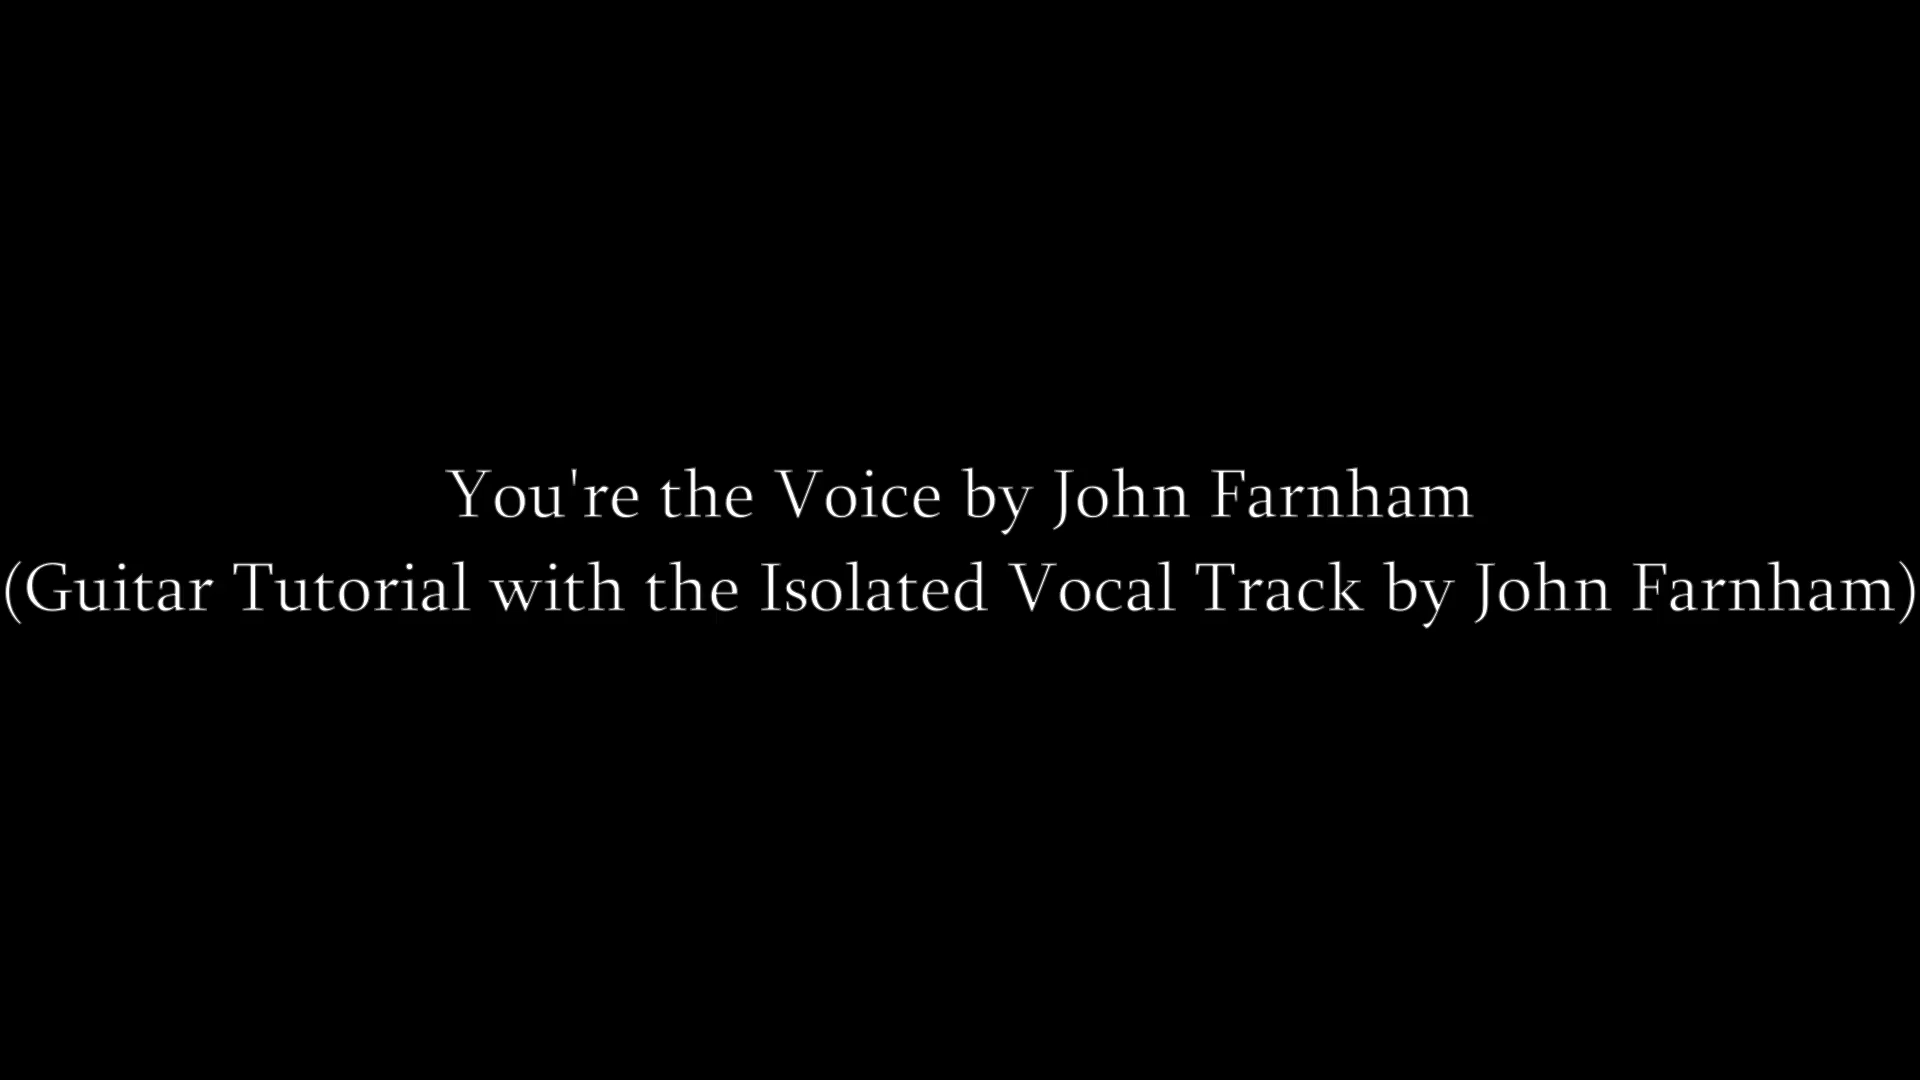 You're the Voice by John Farnham
(Guitar Tutorial with the Isolated Vocal Track by John Farnham)